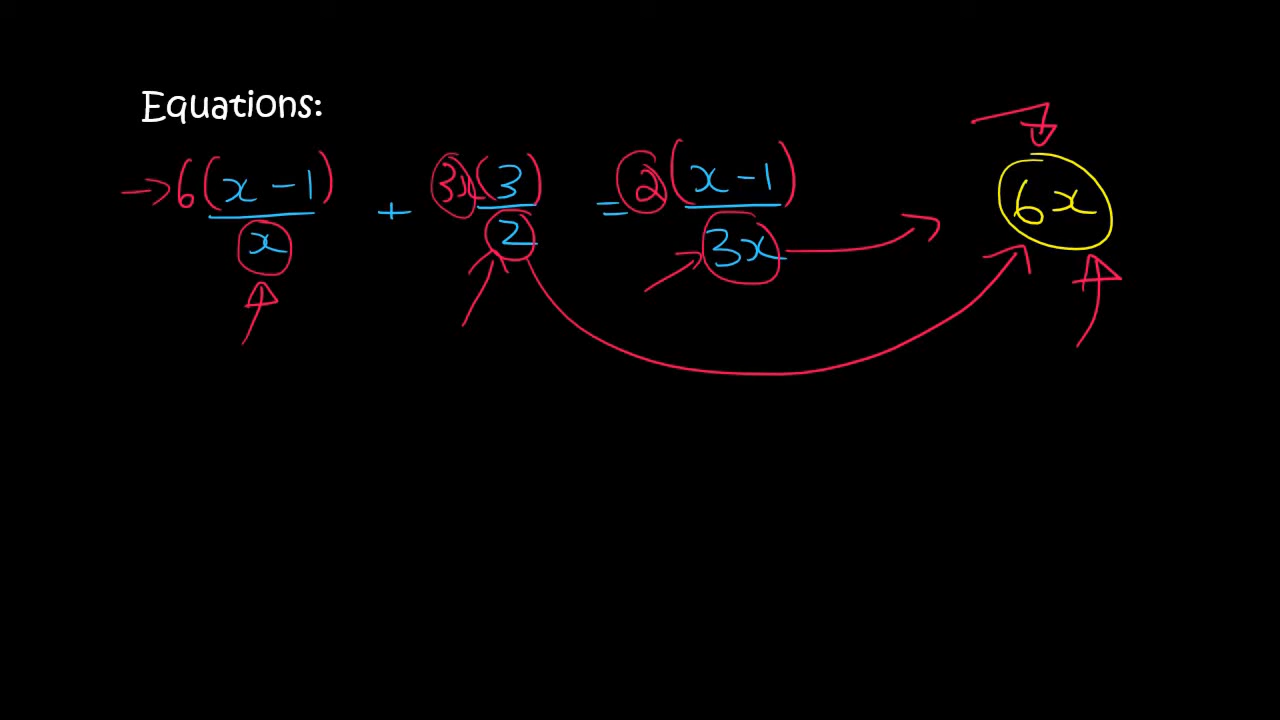 Equations:
6(x-1) + 3x(3) = 2(x-1) 6x
x 2 3x